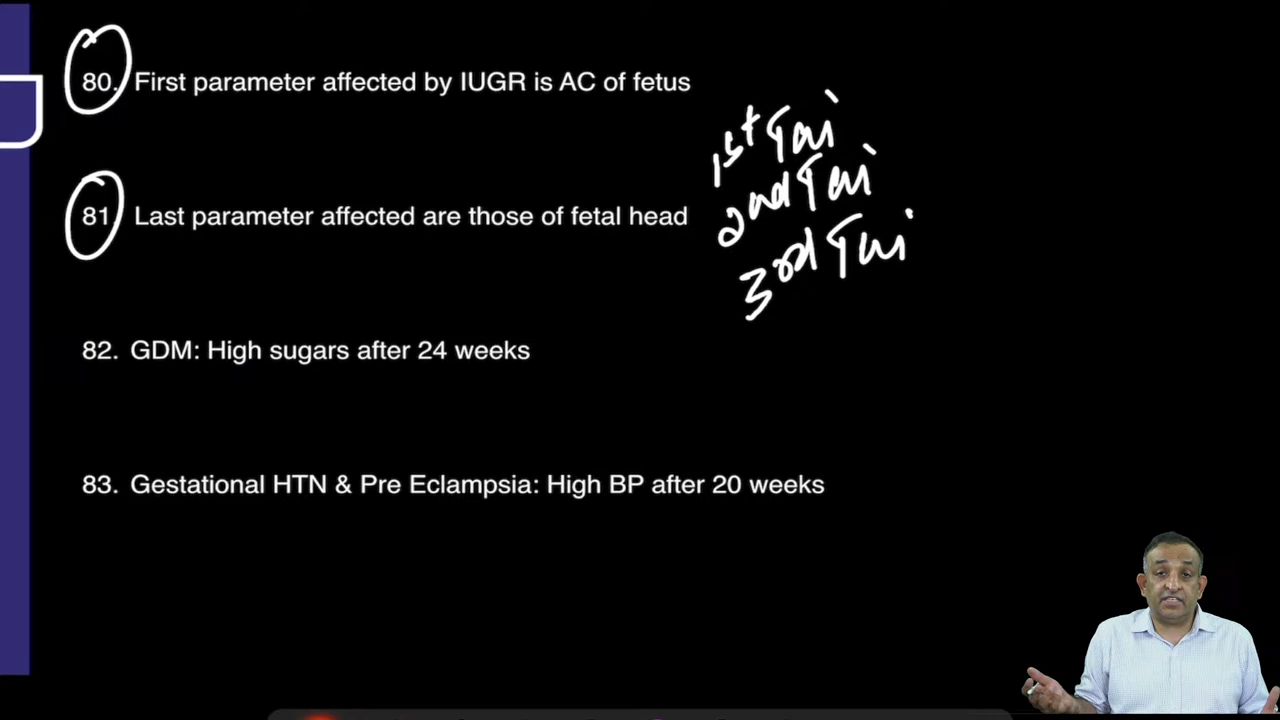 80. First parameter affected by IUGR is AC of fetus
1st Tri
81. Last parameter affected are those of fetal head
2nd Tri
3rd Tri
82. GDM: High sugars after 24 weeks
83. Gestational HTN & Pre Eclampsia: High BP after 20 weeks